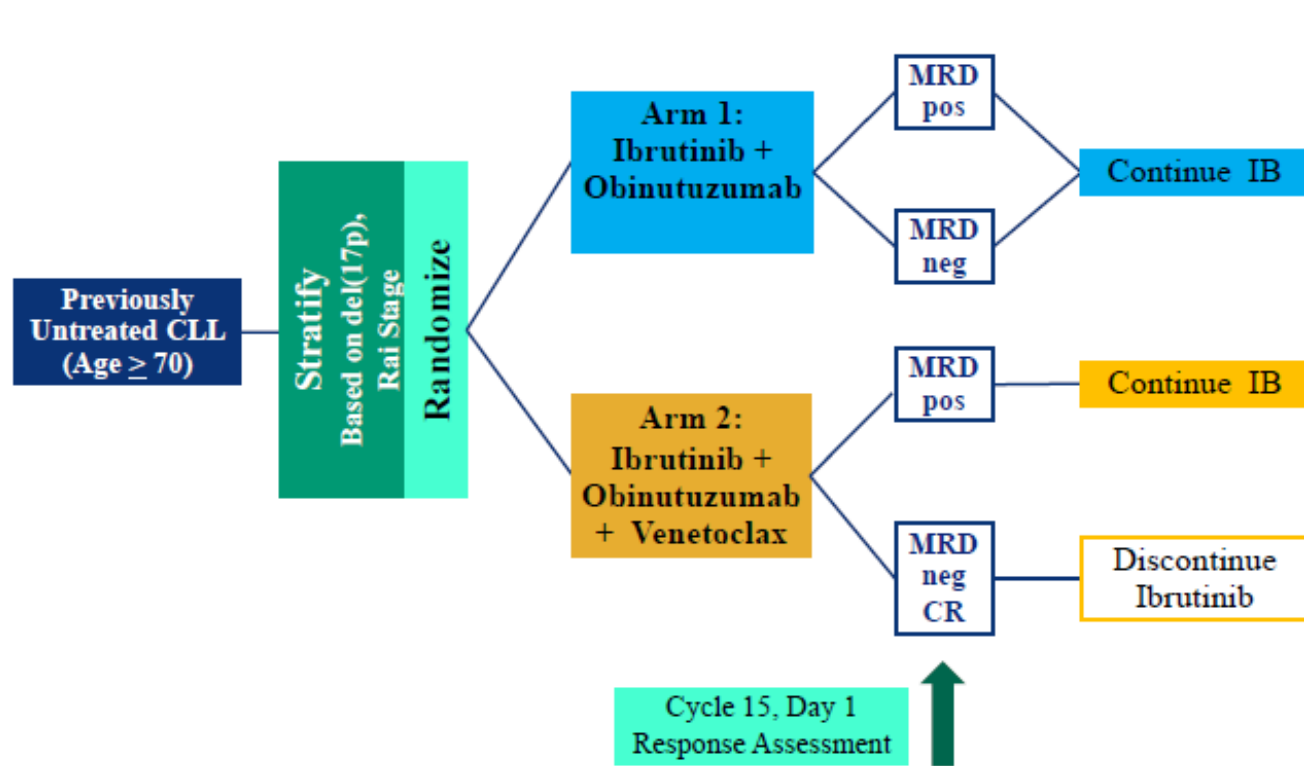 Previously
Untreated CLL
(Age ≥ 70)
Stratify
Based on del(17p),
Rai Stage
Randomize
Arm 1:
Ibrutinib +
Obinutuzumab
MRD
pos
MRD
neg
Continue IB
Arm 2:
Ibrutinib +
Obinutuzumab
+ Venetoclax
MRD
pos
Continue IB
MRD
neg
CR
Discontinue
Ibrutinib
Cycle 15, Day 1
Response Assessment